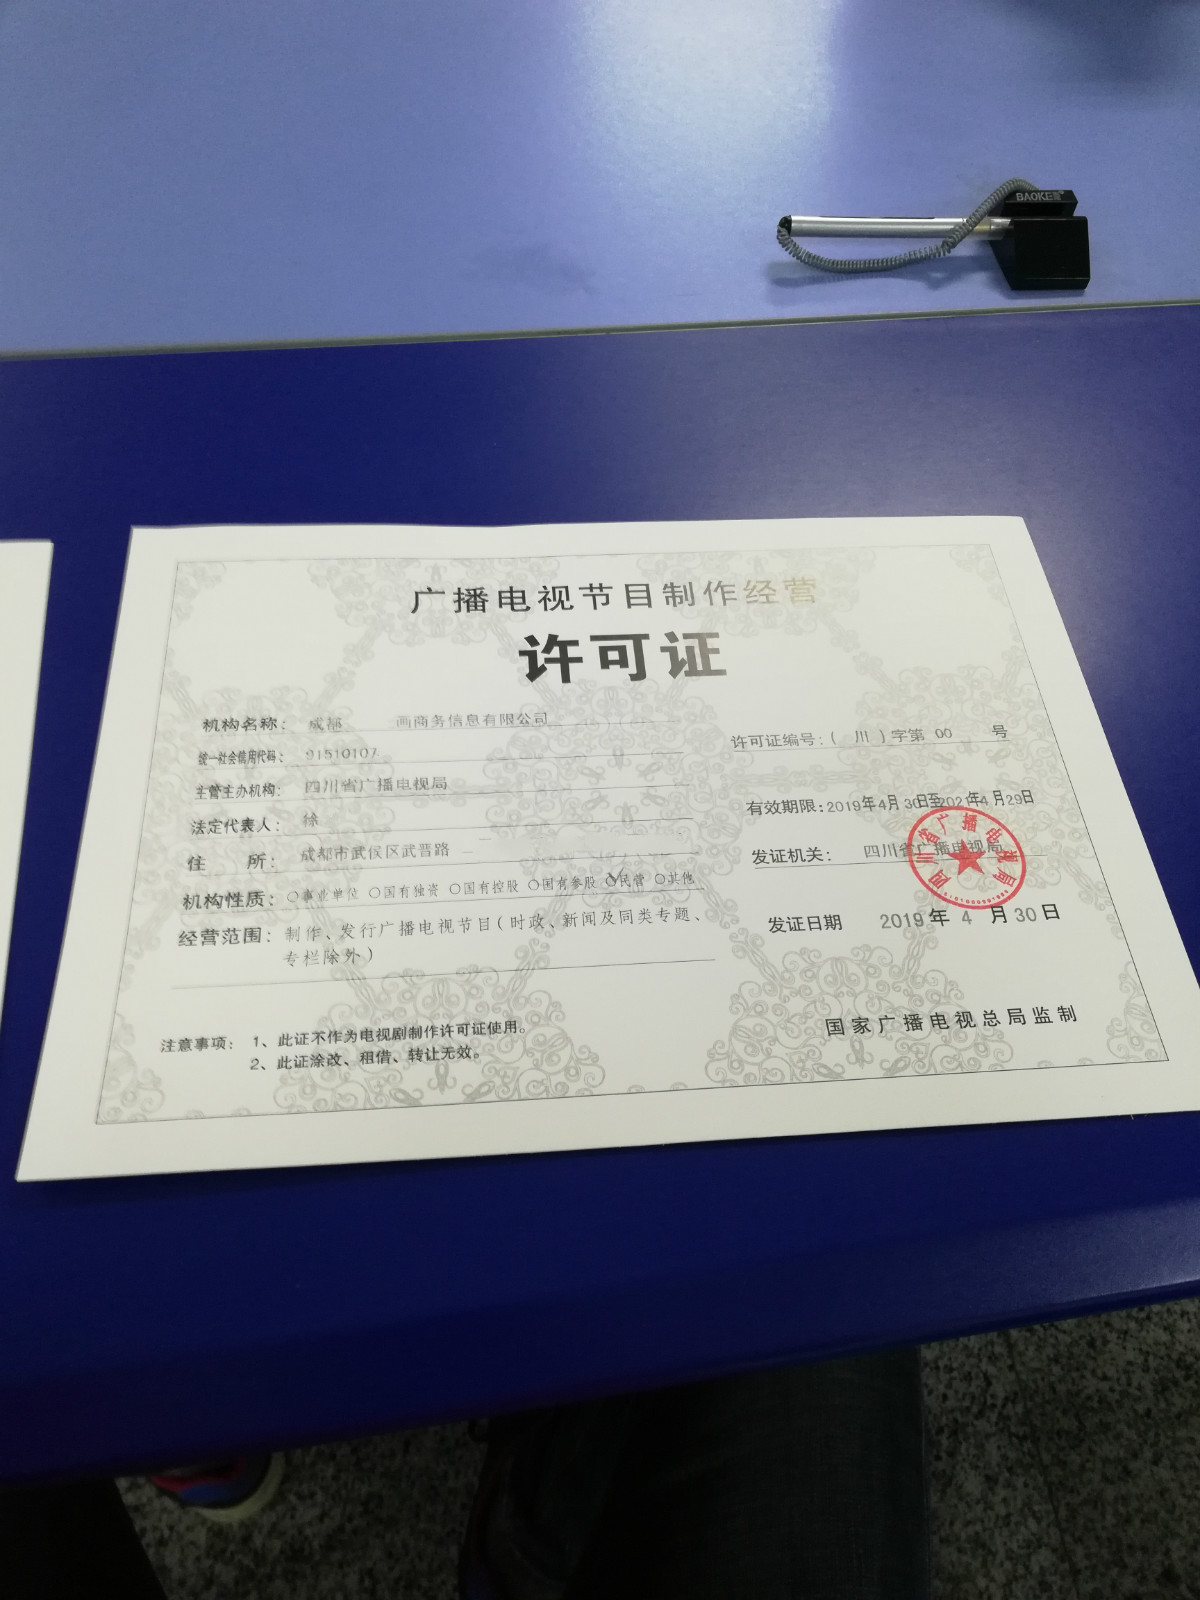 BAOKE
广播电视节目制作经营
许可证
机构名称： 成都 画商务信息有限公司
统一社会信用代码： 91510107
主管主办机构： 四川省广播电视局
法定代表人： 徐
住 所： 成都市武侯区武晋路
机构性质： ○事业单位 ○国有独资 ○国有控股 ○国有参股 ○民营 ○其他
经营范围： 制作、发行广播电视节目（时政、新闻及同类专题、
专栏除外）
许可证编号：（ 川 ）字第 00 号
有效期限：2019年4月30日至2021年4月29日
发证机关： 四川省广播电视局
四川省广播电视局
发证日期 2019 年 4 月 30 日
注意事项： 1、此证不作为电视剧制作许可证使用。
2、此证涂改、租借、转让无效。
国家广播电视总局监制